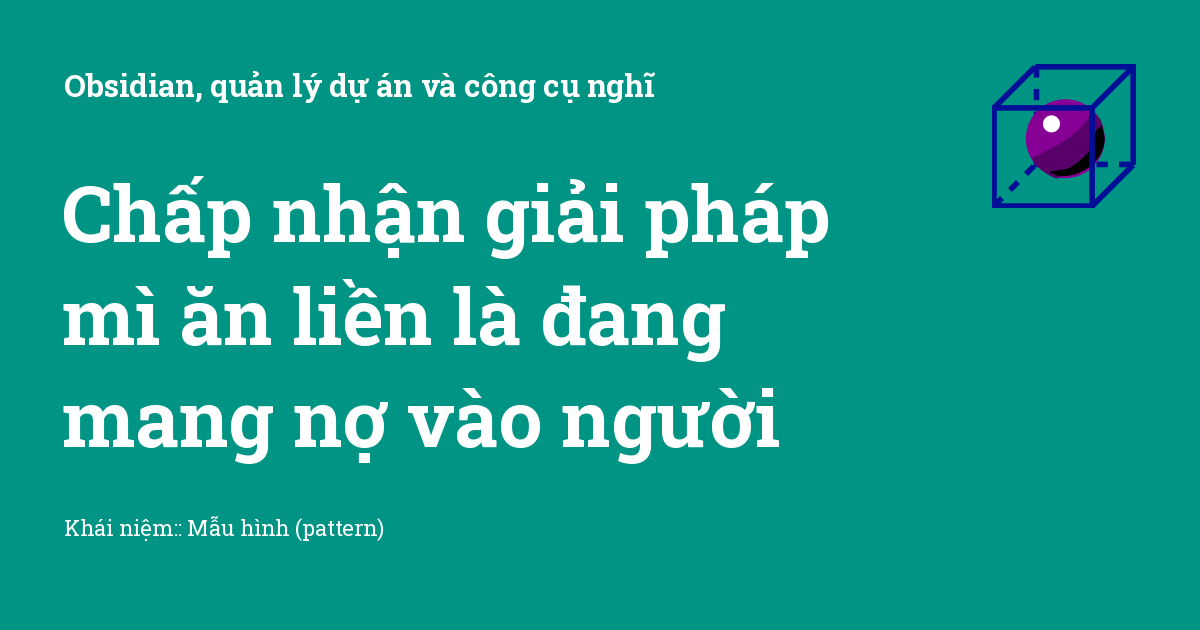 Obsidian, quản lý dự án và công cụ nghĩ
Chấp nhận giải pháp
mì ăn liền là đang
mang nợ vào người
Khái niệm:: Mẫu hình (pattern)